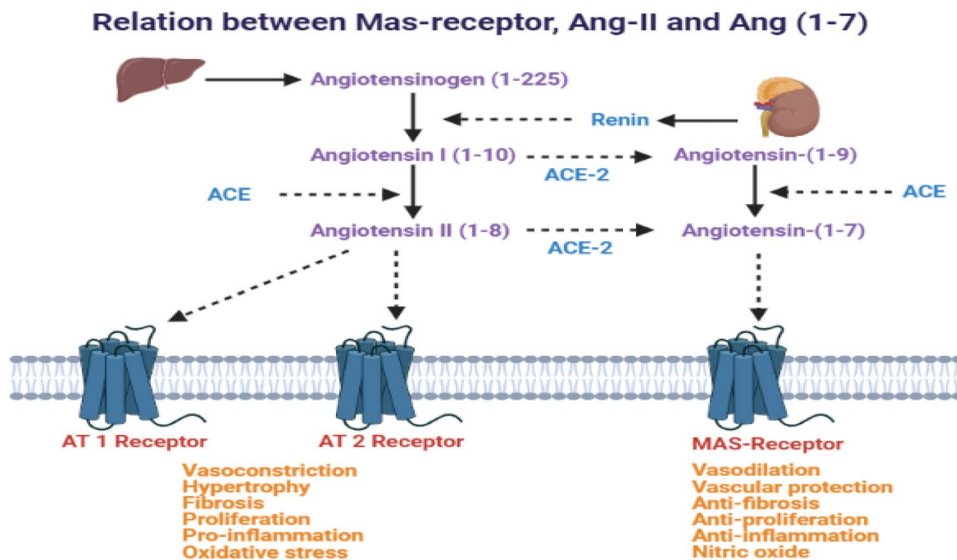 Relation between Mas-receptor, Ang-II and Ang (1-7)
Angiotensinogen (1-225)
Renin
Angiotensin I (1-10)
ACE-2
Angiotensin-(1-9)
ACE
ACE
Angiotensin II (1-8)
ACE-2
Angiotensin-(1-7)
AT 1 Receptor
AT 2 Receptor
MAS-Receptor
Vasoconstriction
Hypertrophy
Fibrosis
Proliferation
Pro-inflammation
Oxidative stress
Vasodilation
Vascular protection
Anti-fibrosis
Anti-proliferation
Anti-inflammation
Nitric oxide